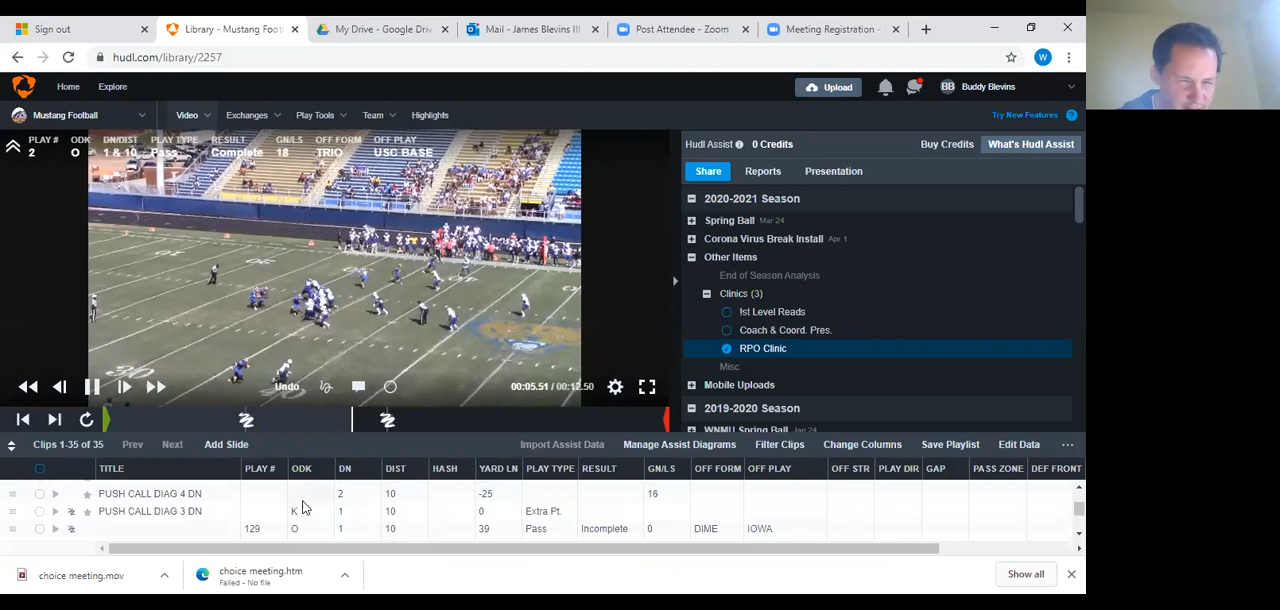 Sign out
Library - Mustang Foot
My Drive - Google Driv
Mail - James Blevins III
Post Attendee - Zoom
Meeting Registration -
hudl.com/library/2257
W
Home
Explore
Upload
BB
Buddy Blevins
Mustang Football
Video
Exchanges
Play Tools
Team
Highlights
Try New Features
PLAY # ODK DN/DIST PLAY TYPE RESULT GN/LS OFF FORM OFF PLAY
2 O 1 & 10 Pass Complete 18 TRIO USC BASE
Hudl Assist 0 Credits
Buy Credits
What's Hudl Assist
Share
Reports
Presentation
2020-2021 Season
Spring Ball Mar 24
Corona Virus Break Install Apr 1
Other Items
End of Season Analysis
Clinics (3)
Ist Level Reads
Coach & Coord. Pres.
RPO Clinic
Misc.
Mobile Uploads
2019-2020 Season
WNMU Spring Ball Jan 24
Undo
00:05.51 / 00:12.50
Clips 1-35 of 35
Prev
Next
Add Slide
Import Assist Data
Manage Assist Diagrams
Filter Clips
Change Columns
Save Playlist
Edit Data
TITLE PLAY # ODK DN DIST HASH YARD LN PLAY TYPE RESULT GN/LS OFF FORM OFF PLAY OFF STR PLAY DIR GAP PASS ZONE DEF FRONT
PUSH CALL DIAG 4 DN 2 10 -25 16
PUSH CALL DIAG 3 DN K 1 10 0 Extra Pt.
129 O 1 10 39 Pass Incomplete 0 DIME IOWA
choice meeting.mov
choice meeting.htm
Failed - No file
Show all